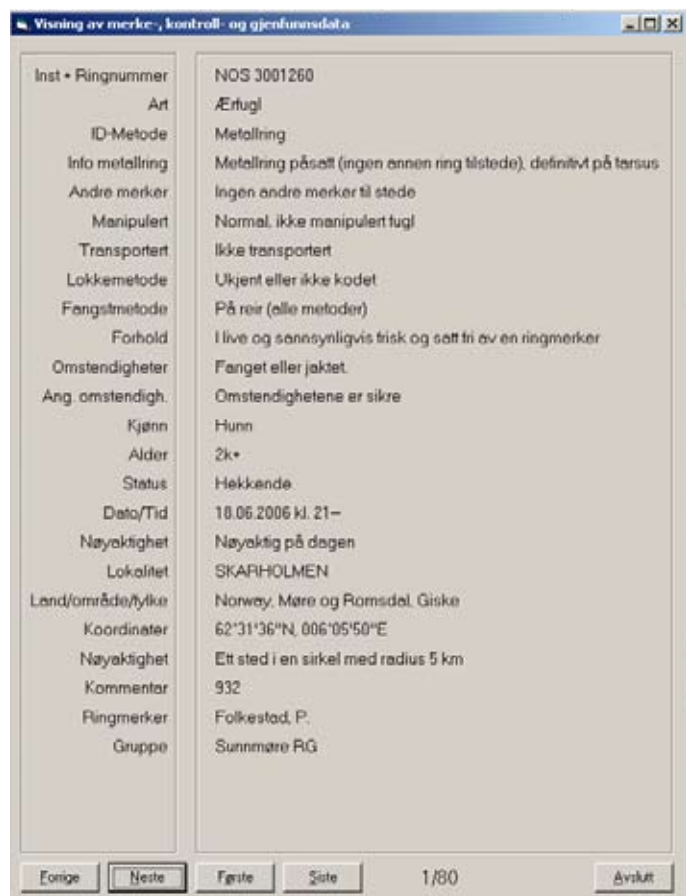 Visning av merke-, kontroll- og gjenfunnsdata
Inst + Ringnummer NOS 3001260
Art Ærfugl
ID-Metode Metallring
Info metallring Metallring påsatt (ingen annen ring tilstede), definitivt på tarsus
Andre merker Ingen andre merker til stede
Manipulert Normal, ikke manipulert fugl
Transportert Ikke transportert
Lokkemetode Ukjent eller ikke kodet
Fangstmetode På reir (alle metoder)
Forhold I live og sannsynligvis frisk og satt fri av en ringmerker
Omstendigheter Fanget eller jaktet.
Ang. omstendigh. Omstendighetene er sikre
Kjønn Hunn
Alder 2k+
Status Hekkende
Dato/Tid 18.06.2006 kl. 21--
Nøyaktighet Nøyaktig på dagen
Lokalitet SKARHOLMEN
Land/område/fylke Norway, Møre og Romsdal, Giske
Koordinater 62°31'36"N, 006°05'50"E
Nøyaktighet Ett sted i en sirkel med radius 5 km
Kommentar 932
Ringmerker Folkestad, P.
Gruppe Sunnmøre RG
Forrige Neste Første Siste 1/80 Avslutt